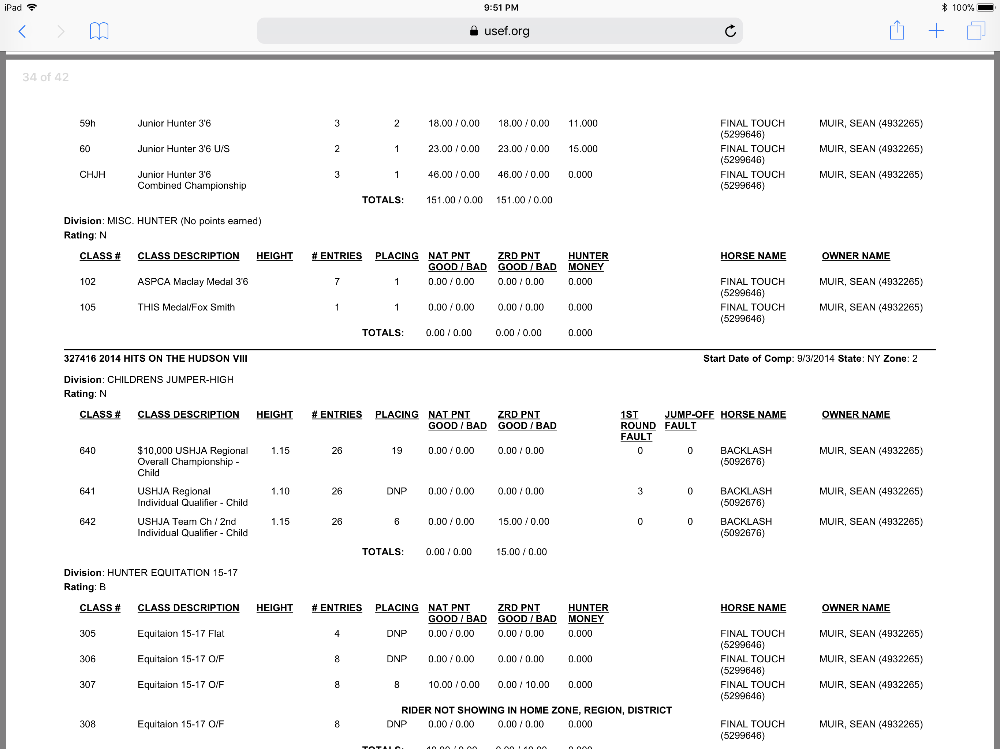 iPad 9:51 PM 100%
usef.org
34 of 42
59h Junior Hunter 3'6 3 2 18.00 / 0.00 18.00 / 0.00 11.000 FINAL TOUCH MUIR, SEAN (4932265)
(5299646)
60 Junior Hunter 3'6 U/S 2 1 23.00 / 0.00 23.00 / 0.00 15.000 FINAL TOUCH MUIR, SEAN (4932265)
(5299646)
CHJH Junior Hunter 3'6 3 1 46.00 / 0.00 46.00 / 0.00 0.000 FINAL TOUCH MUIR, SEAN (4932265)
Combined Championship (5299646)
TOTALS: 151.00 / 0.00 151.00 / 0.00
Division: MISC. HUNTER (No points earned)
Rating: N
CLASS # CLASS DESCRIPTION HEIGHT # ENTRIES PLACING NAT PNT ZRD PNT HUNTER HORSE NAME OWNER NAME
GOOD / BAD GOOD / BAD MONEY
102 ASPCA Maclay Medal 3'6 7 1 0.00 / 0.00 0.00 / 0.00 0.000 FINAL TOUCH MUIR, SEAN (4932265)
(5299646)
105 THIS Medal/Fox Smith 1 1 0.00 / 0.00 0.00 / 0.00 0.000 FINAL TOUCH MUIR, SEAN (4932265)
(5299646)
TOTALS: 0.00 / 0.00 0.00 / 0.00 0.000
327416 2014 HITS ON THE HUDSON VIII Start Date of Comp: 9/3/2014 State: NY Zone: 2
Division: CHILDRENS JUMPER-HIGH
Rating: N
CLASS # CLASS DESCRIPTION HEIGHT # ENTRIES PLACING NAT PNT ZRD PNT 1ST JUMP-OFF HORSE NAME OWNER NAME
GOOD / BAD GOOD / BAD ROUND FAULT
FAULT
640 $10,000 USHJA Regional 1.15 26 19 0.00 / 0.00 0.00 / 0.00 0 0 BACKLASH MUIR, SEAN (4932265)
Overall Championship - (5092676)
Child
641 USHJA Regional 1.10 26 DNP 0.00 / 0.00 0.00 / 0.00 3 0 BACKLASH MUIR, SEAN (4932265)
Individual Qualifier - Child (5092676)
642 USHJA Team Ch / 2nd 1.15 26 6 0.00 / 0.00 15.00 / 0.00 0 0 BACKLASH MUIR, SEAN (4932265)
Individual Qualifier - Child (5092676)
TOTALS: 0.00 / 0.00 15.00 / 0.00
Division: HUNTER EQUITATION 15-17
Rating: B
CLASS # CLASS DESCRIPTION HEIGHT # ENTRIES PLACING NAT PNT ZRD PNT HUNTER HORSE NAME OWNER NAME
GOOD / BAD GOOD / BAD MONEY
305 Equitaion 15-17 Flat 4 DNP 0.00 / 0.00 0.00 / 0.00 0.000 FINAL TOUCH MUIR, SEAN (4932265)
(5299646)
306 Equitaion 15-17 O/F 8 DNP 0.00 / 0.00 0.00 / 0.00 0.000 FINAL TOUCH MUIR, SEAN (4932265)
(5299646)
307 Equitaion 15-17 O/F 8 8 10.00 / 0.00 0.00 / 10.00 0.000 FINAL TOUCH MUIR, SEAN (4932265)
(5299646)
RIDER NOT SHOWING IN HOME ZONE, REGION, DISTRICT
308 Equitaion 15-17 O/F 8 DNP 0.00 / 0.00 0.00 / 0.00 0.000 FINAL TOUCH MUIR, SEAN (4932265)
(5299646)
TOTALS: 10.00 / 0.00 0.00 / 10.00 0.000